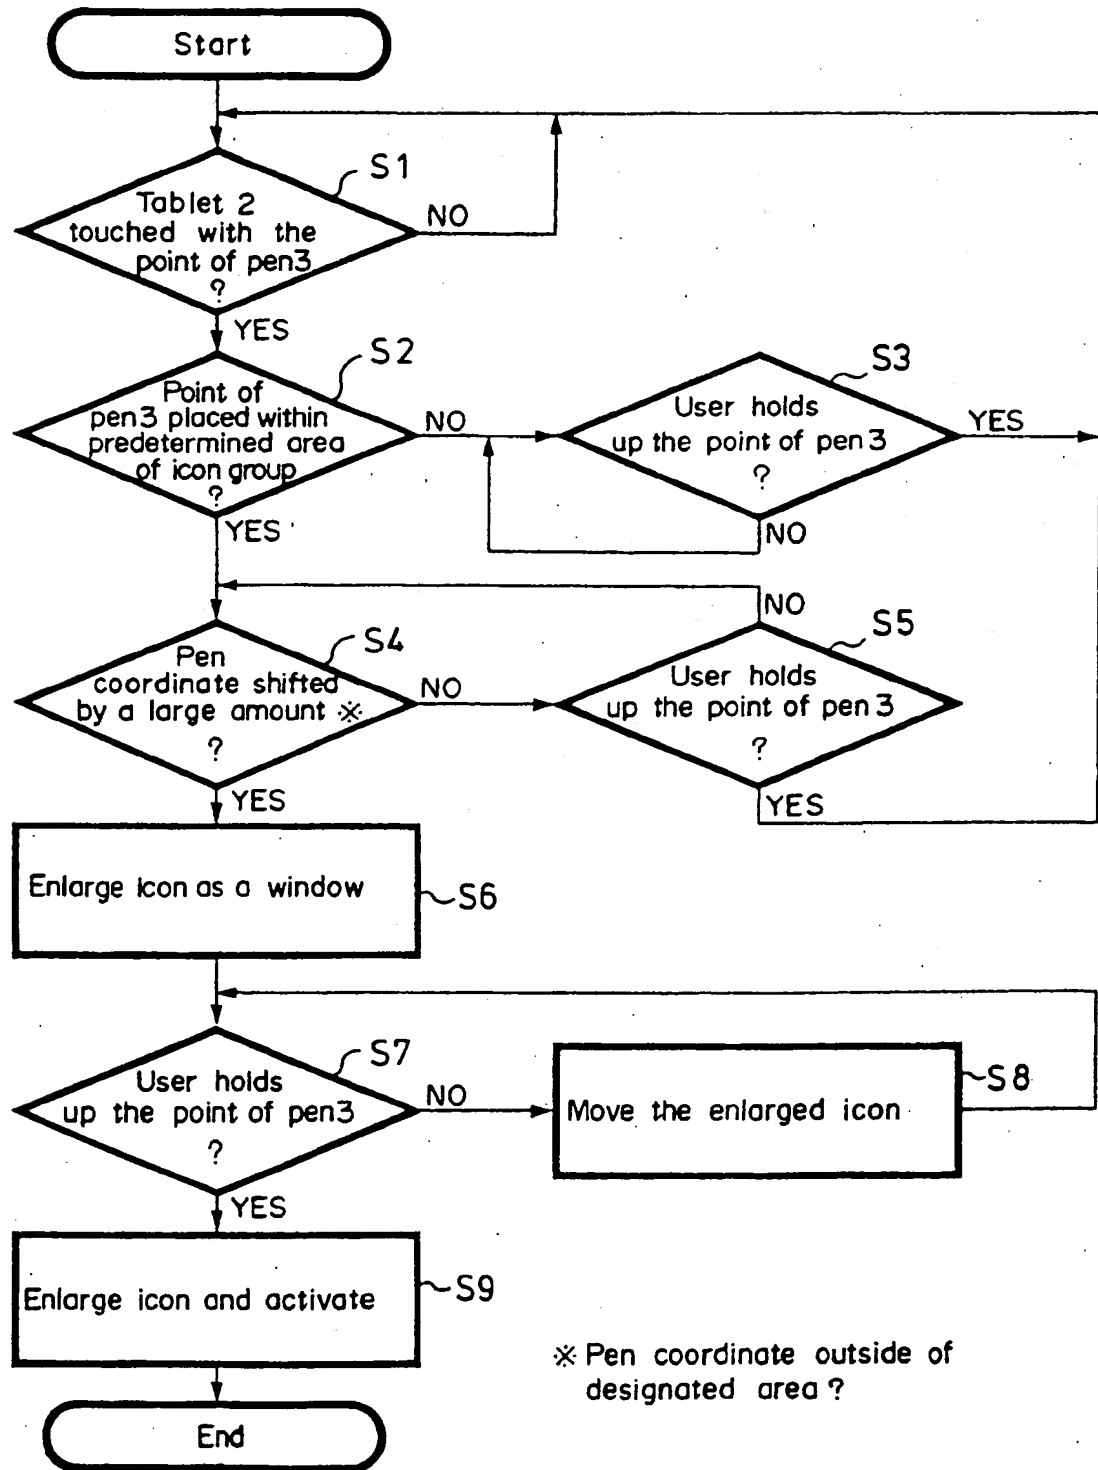 Start
S1
Tablet 2
touched with the
point of pen3
?
NO
YES
S2
Point of
pen3 placed within
predetermined area
of icon group
?
NO
YES
S3
User holds
up the point of pen 3
?
YES
NO
S4
Pen
coordinate shifted
by a large amount ※
?
NO
YES
NO
S5
User holds
up the point of pen 3
?
YES
Enlarge icon as a window
S6
S7
User holds
up the point of pen3
?
NO
YES
S8
Move the enlarged icon
Enlarge icon and activate
S9
※ Pen coordinate outside of
designated area ?
End